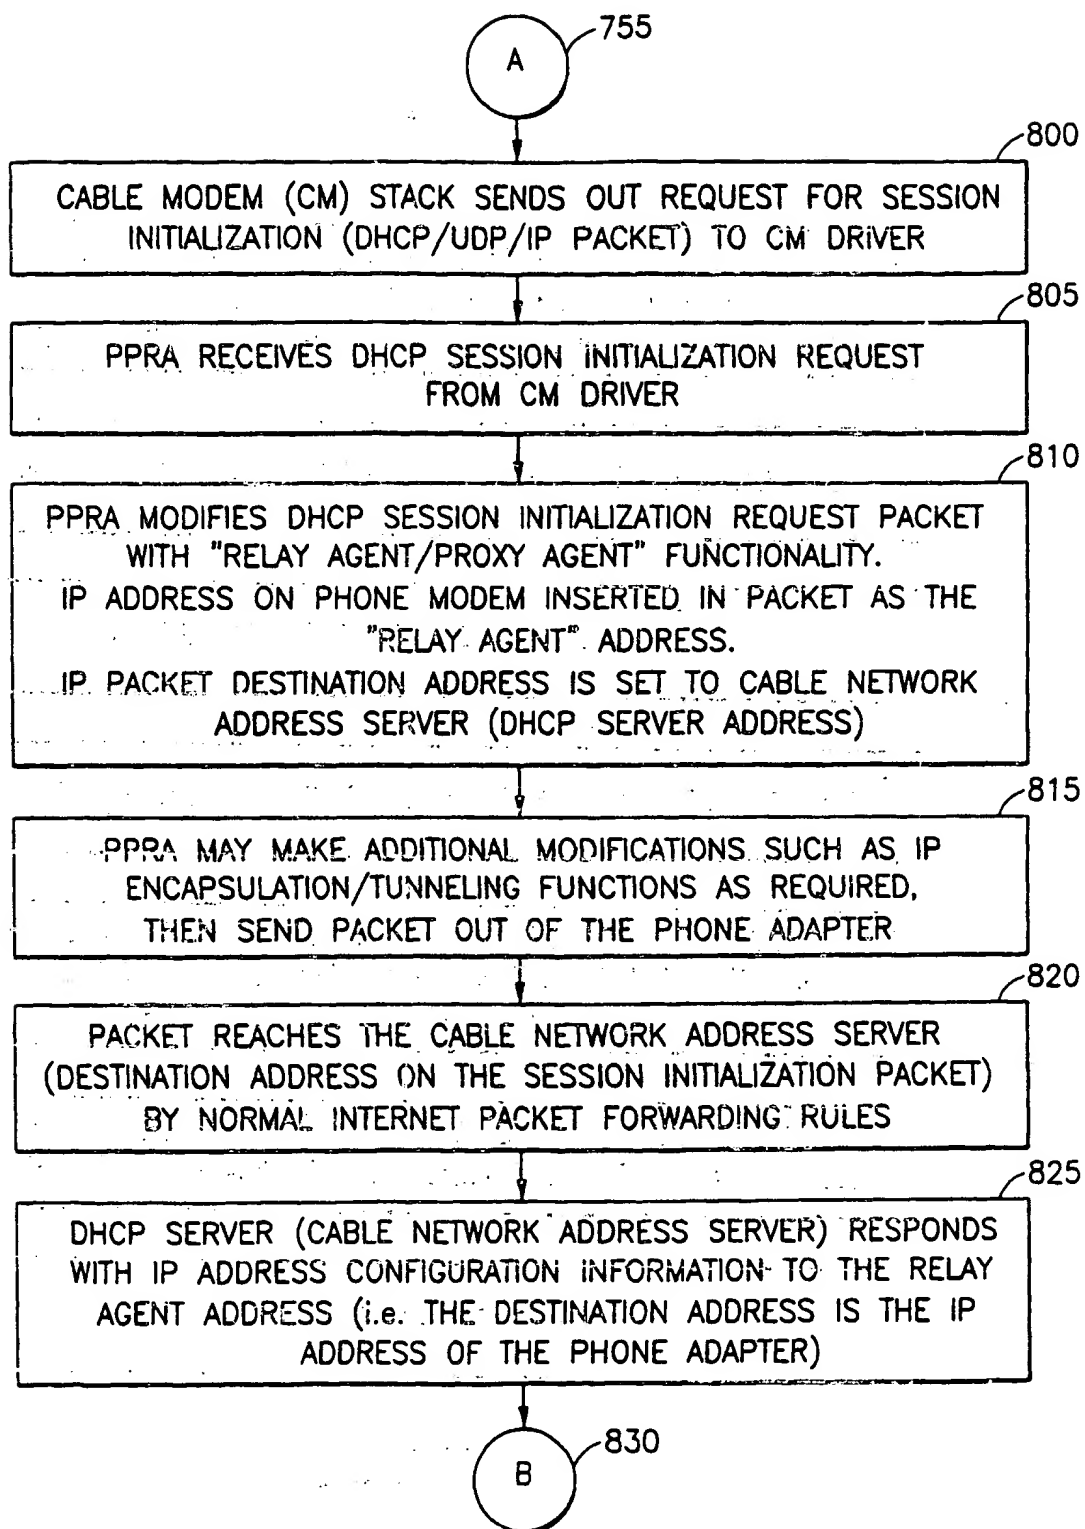 A
755
800
CABLE MODEM (CM) STACK SENDS OUT REQUEST FOR SESSION
INITIALIZATION (DHCP/UDP/IP PACKET) TO CM DRIVER
805
PPRA RECEIVES DHCP SESSION INITIALIZATION REQUEST
FROM CM DRIVER
810
PPRA MODIFIES DHCP SESSION INITIALIZATION REQUEST PACKET
WITH "RELAY AGENT/PROXY AGENT" FUNCTIONALITY.
IP ADDRESS ON PHONE MODEM INSERTED IN PACKET AS THE
"RELAY AGENT" ADDRESS.
IP PACKET DESTINATION ADDRESS IS SET TO CABLE NETWORK
ADDRESS SERVER (DHCP SERVER ADDRESS)
815
PPRA MAY MAKE ADDITIONAL MODIFICATIONS SUCH AS IP
ENCAPSULATION/TUNNELING FUNCTIONS AS REQUIRED,
THEN SEND PACKET OUT OF THE PHONE ADAPTER
820
PACKET REACHES THE CABLE NETWORK ADDRESS SERVER
(DESTINATION ADDRESS ON THE SESSION INITIALIZATION PACKET)
BY NORMAL INTERNET PACKET FORWARDING RULES
825
DHCP SERVER (CABLE NETWORK ADDRESS SERVER) RESPONDS
WITH IP ADDRESS CONFIGURATION INFORMATION TO THE RELAY
AGENT ADDRESS (i.e. THE DESTINATION ADDRESS IS THE IP
ADDRESS OF THE PHONE ADAPTER)
830
B